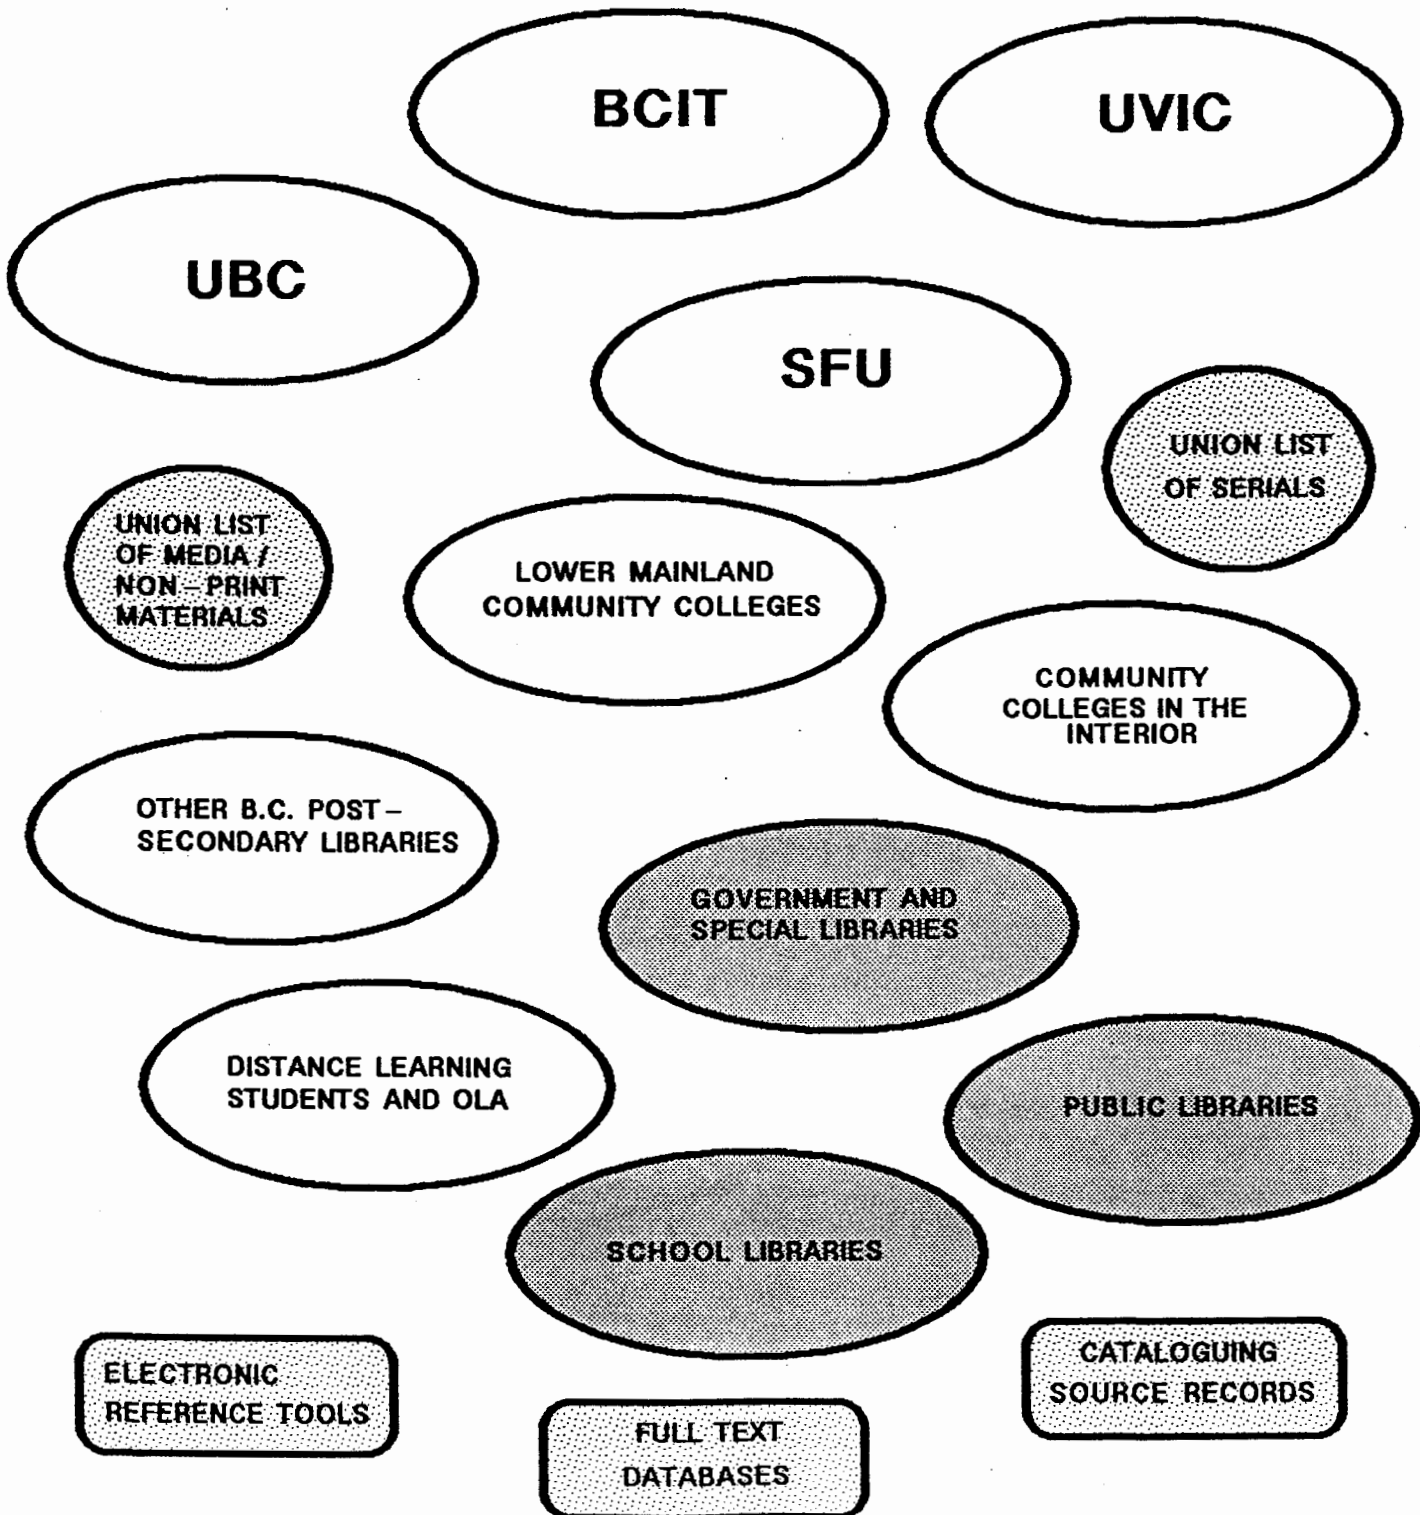 BCIT
UVIC
UBC
SFU
UNION LIST
OF SERIALS
UNION LIST
OF MEDIA /
NON-PRINT
MATERIALS
LOWER MAINLAND
COMMUNITY COLLEGES
COMMUNITY
COLLEGES IN THE
INTERIOR
OTHER B.C. POST-
SECONDARY LIBRARIES
GOVERNMENT AND
SPECIAL LIBRARIES
DISTANCE LEARNING
STUDENTS AND OLA
PUBLIC LIBRARIES
SCHOOL LIBRARIES
ELECTRONIC
REFERENCE TOOLS
FULL TEXT
DATABASES
CATALOGUING
SOURCE RECORDS